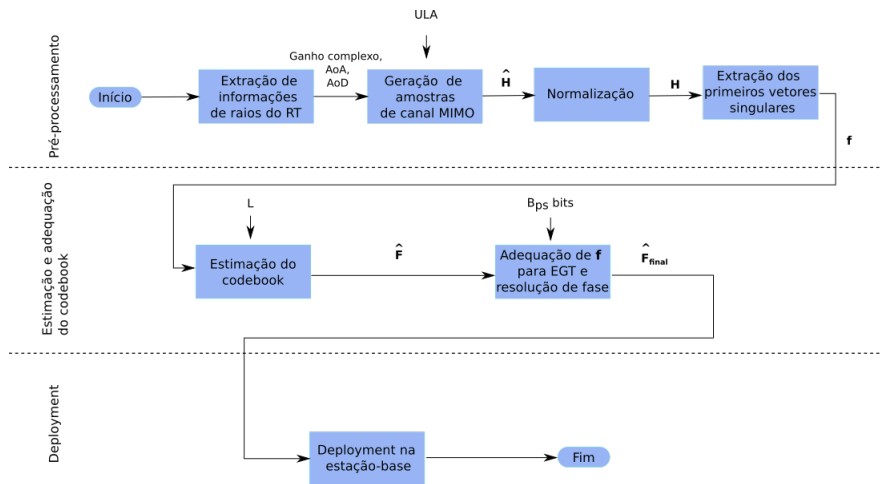 ULA
Pré-processamento
Início
Extração de
informações
de raios do RT
Ganho complexo,
AoA,
AoD
Geração de
amostras
de canal MIMO
Ĥ
Normalização
H
Extração dos
primeiros vetores
singulares
f
Estimação e adequação
do codebook
L
Estimação do
codebook
F̂
Bps bits
Adequação de f
para EGT e
resolução de fase
F̂final
Deployment
Deployment na
estação-base
Fim